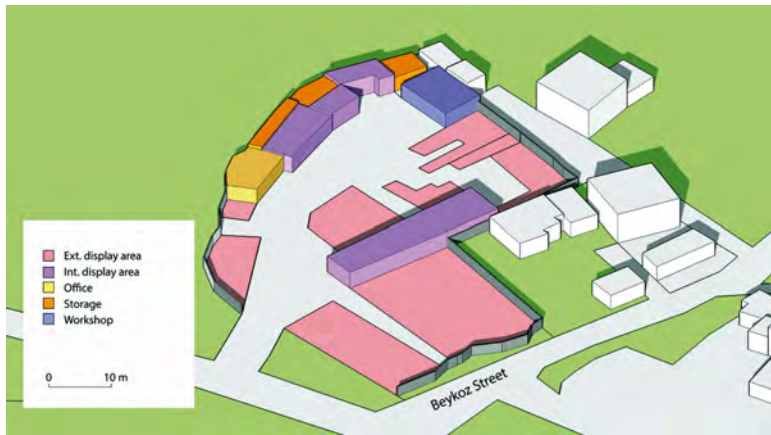 Ext. display area
Int. display area
Office
Storage
Workshop
0 10 m
Beykoz Street